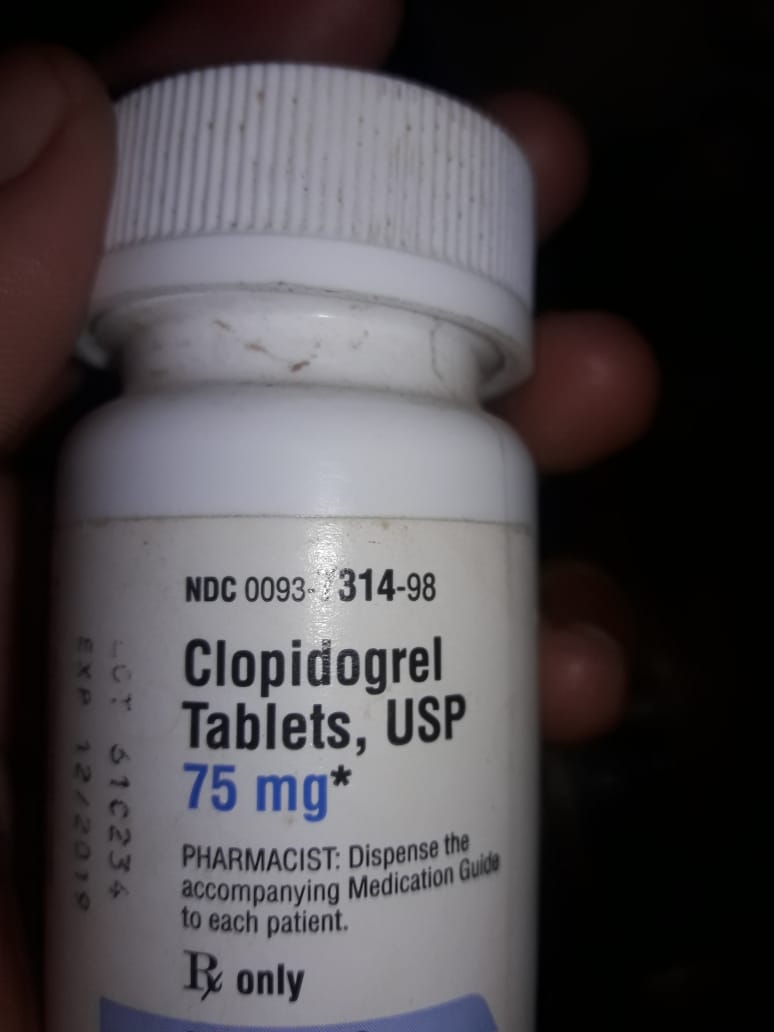 NDC 0093-7314-98
Clopidogrel
Tablets, USP
75 mg*
PHARMACIST: Dispense the
accompanying Medication Guide
to each patient.
Rx only
LOT 61C234
EXP 12/2019